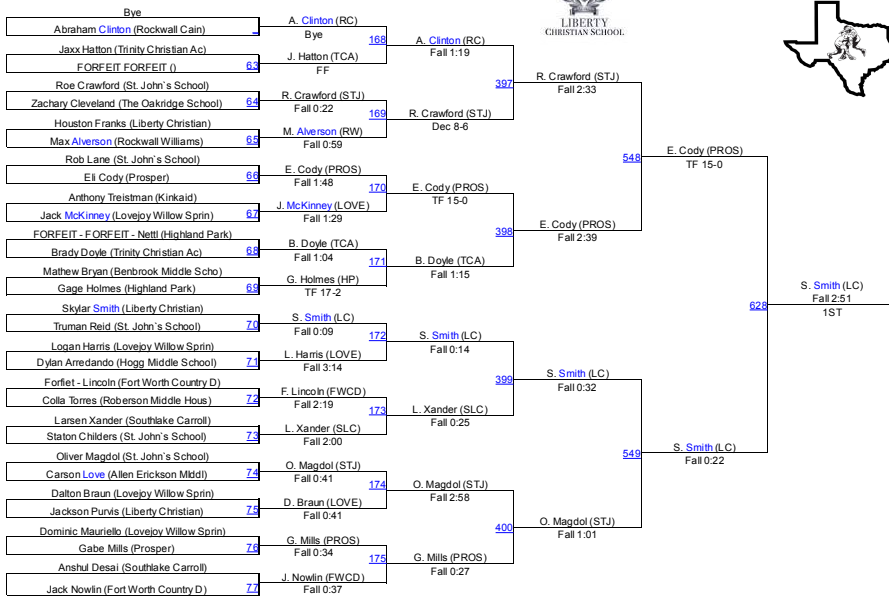 LIBERTY
CHRISTIAN SCHOOL
Bye
Abraham Clinton (Rockwall Cain)
Jaxx Hatton (Trinity Christian Ac)
FORFEIT FORFEIT ()
63
Roe Crawford (St. John`s School)
Zachary Cleveland (The Oakridge School)
64
Houston Franks (Liberty Christian)
Max Alverson (Rockwall Williams)
65
Rob Lane (St. John`s School)
Eli Cody (Prosper)
66
Anthony Treistman (Kinkaid)
Jack McKinney (Lovejoy Willow Sprin)
67
FORFEIT - FORFEIT - Nettl (Highland Park)
Brady Doyle (Trinity Christian Ac)
68
Mathew Bryan (Benbrook Middle Scho)
Gage Holmes (Highland Park)
69
Skylar Smith (Liberty Christian)
Truman Reid (St. John`s School)
70
Logan Harris (Lovejoy Willow Sprin)
Dylan Arredando (Hogg Middle School)
71
Forfiet - Lincoln (Fort Worth Country D)
Colla Torres (Roberson Middle Hous)
72
Larsen Xander (Southlake Carroll)
Staton Childers (St. John`s School)
73
Oliver Magdol (St. John`s School)
Carson Love (Allen Erickson MIddl)
74
Dalton Braun (Lovejoy Willow Sprin)
Jackson Purvis (Liberty Christian)
75
Dominic Mauriello (Lovejoy Willow Sprin)
Gabe Mills (Prosper)
76
Anshul Desai (Southlake Carroll)
Jack Nowlin (Fort Worth Country D)
77
A. Clinton (RC)
Bye
168
J. Hatton (TCA)
FF
R. Crawford (STJ)
Fall 0:22
169
M. Alverson (RW)
Fall 0:59
E. Cody (PROS)
Fall 1:48
170
J. McKinney (LOVE)
Fall 1:29
B. Doyle (TCA)
Fall 1:04
171
G. Holmes (HP)
TF 17-2
S. Smith (LC)
Fall 0:09
172
L. Harris (LOVE)
Fall 3:14
F. Lincoln (FWCD)
Fall 2:19
173
L. Xander (SLC)
Fall 2:00
O. Magdol (STJ)
Fall 0:41
174
D. Braun (LOVE)
Fall 0:41
G. Mills (PROS)
Fall 0:34
175
J. Nowlin (FWCD)
Fall 0:37
A. Clinton (RC)
Fall 1:19
397
R. Crawford (STJ)
Dec 8-6
E. Cody (PROS)
TF 15-0
398
B. Doyle (TCA)
Fall 1:15
S. Smith (LC)
Fall 0:14
399
L. Xander (SLC)
Fall 0:25
O. Magdol (STJ)
Fall 2:58
400
G. Mills (PROS)
Fall 0:27
R. Crawford (STJ)
Fall 2:33
548
E. Cody (PROS)
Fall 2:39
S. Smith (LC)
Fall 0:32
549
O. Magdol (STJ)
Fall 1:01
E. Cody (PROS)
TF 15-0
628
S. Smith (LC)
Fall 0:22
S. Smith (LC)
Fall 2:51
1ST